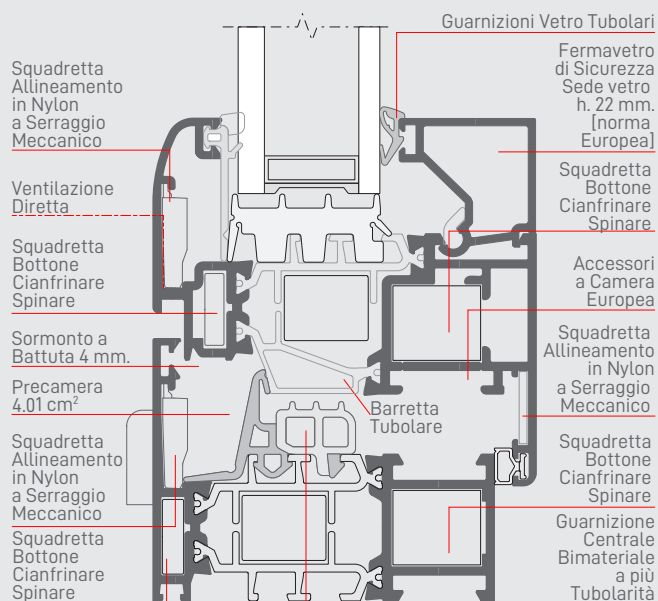 Squadretta
Allineamento
in Nylon
a Serraggio
Meccanico
Ventilazione
Diretta
Squadretta
Bottone
Cianfrinare
Spinare
Sormonto a
Battuta 4 mm.
Precamera
4.01 cm²
Squadretta
Allineamento
in Nylon
a Serraggio
Meccanico
Squadretta
Bottone
Cianfrinare
Spinare
Barretta
Tubolare
Guarnizioni Vetro Tubolari
Fermavetro
di Sicurezza
Sede vetro
h. 22 mm.
[norma
Europea]
Squadretta
Bottone
Cianfrinare
Spinare
Accessori
a Camera
Europea
Squadretta
Allineamento
in Nylon
a Serraggio
Meccanico
Squadretta
Bottone
Cianfrinare
Spinare
Guarnizione
Centrale
Bimateriale
a più
Tubolarità